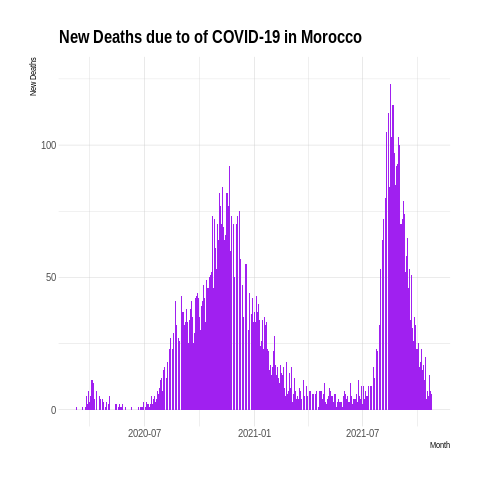 New Deaths due to of COVID-19 in Morocco
New Deaths
100
50
0
2020-07
2021-01
2021-07
Month